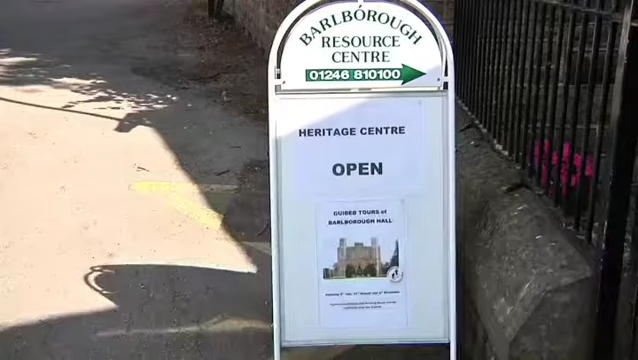 BARLBOROUGH
RESOURCE
CENTRE
01246 810100
HERITAGE CENTRE
OPEN
GUIDED TOURS of
BARLBOROUGH HALL